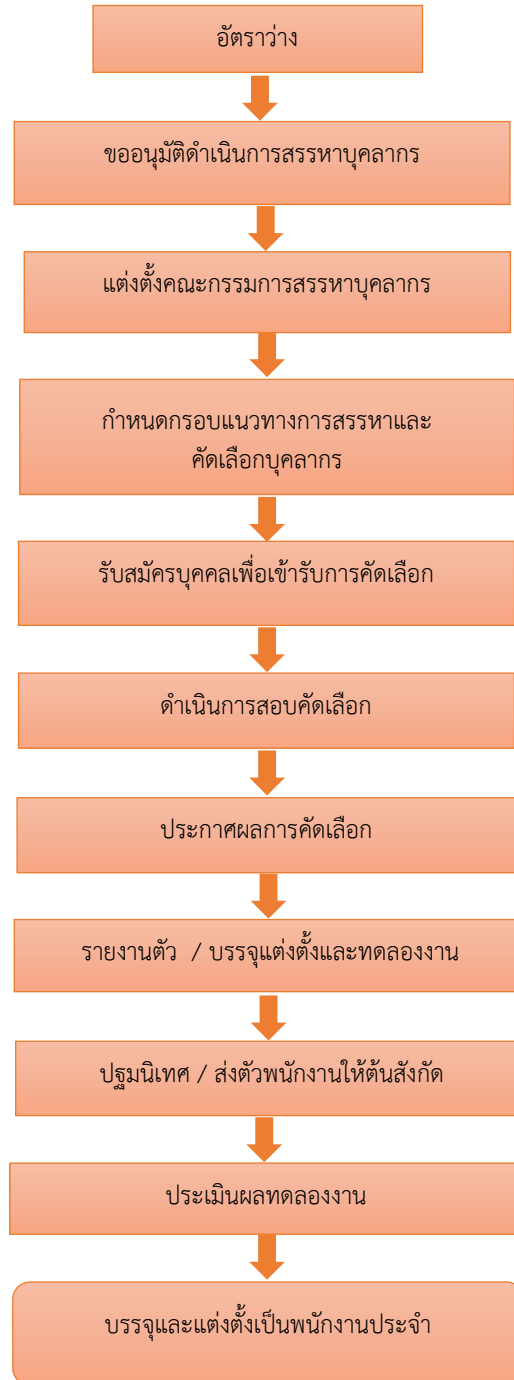 อัตราว่าง
ขออนุมัติดำเนินการสรรหาบุคลากร
แต่งตั้งคณะกรรมการสรรหาบุคลากร
กำหนดกรอบแนวทางการสรรหาและ
คัดเลือกบุคลากร
รับสมัครบุคคลเพื่อเข้ารับการคัดเลือก
ดำเนินการสอบคัดเลือก
ประกาศผลการคัดเลือก
รายงานตัว / บรรจุแต่งตั้งและทดลองงาน
ปฐมนิเทศ / ส่งตัวพนักงานให้ต้นสังกัด
ประเมินผลทดลองงาน
บรรจุและแต่งตั้งเป็นพนักงานประจำ